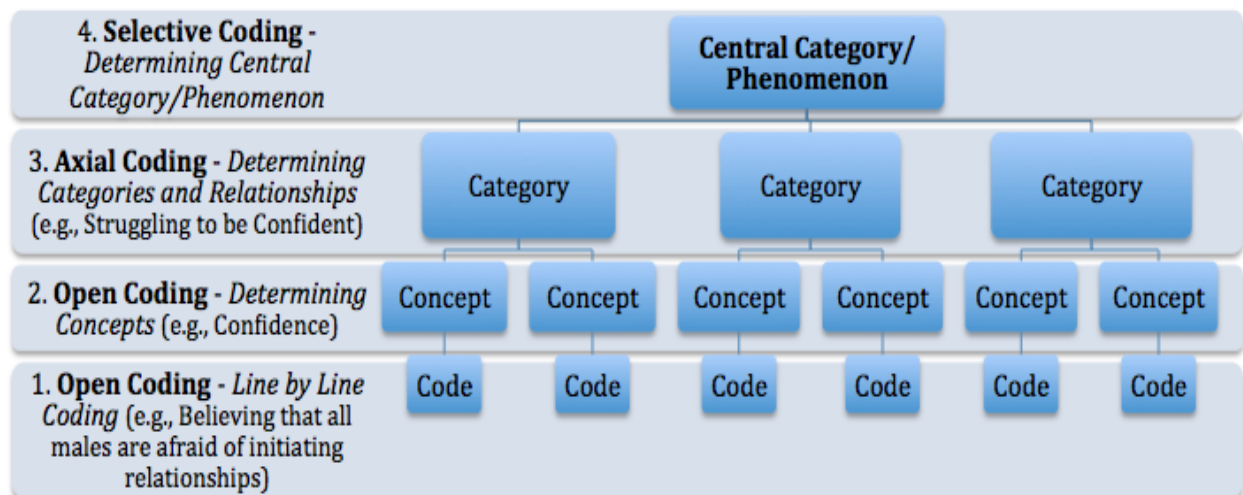 4. Selective Coding -
Determining Central
Category/Phenomenon
Central Category/
Phenomenon
3. Axial Coding - Determining
Categories and Relationships
(e.g., Struggling to be Confident)
Category
Category
Category
2. Open Coding - Determining
Concepts (e.g., Confidence)
Concept
Concept
Concept
Concept
Concept
Concept
1. Open Coding - Line by Line
Coding (e.g., Believing that all
males are afraid of initiating
relationships)
Code
Code
Code
Code
Code
Code